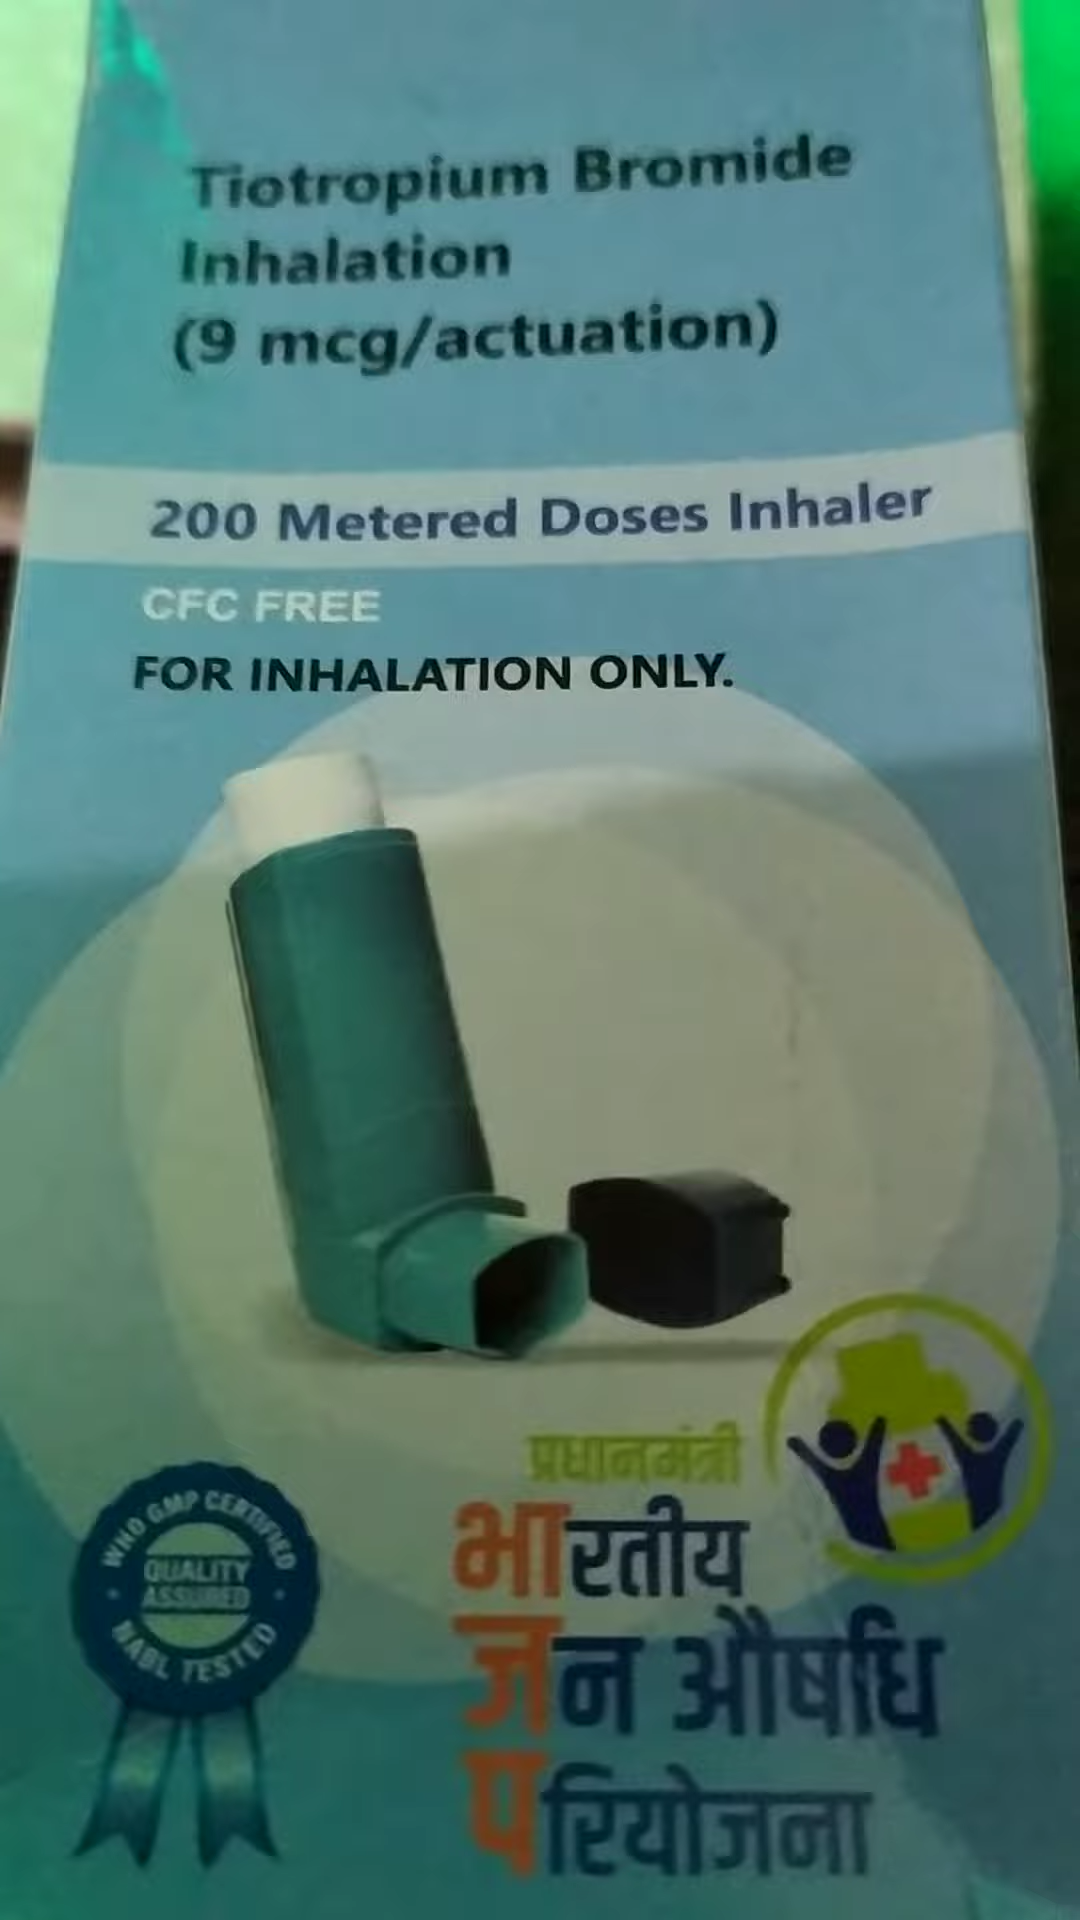 Tiotropium Bromide
Inhalation
(9 mcg/actuation)
200 Metered Doses Inhaler
CFC FREE
FOR INHALATION ONLY.
WHO GMP CERTIFIED
QUALITY
ASSURED
NABL TESTED
प्रधानमंत्री
भारतीय
जन औषधि
परियोजना